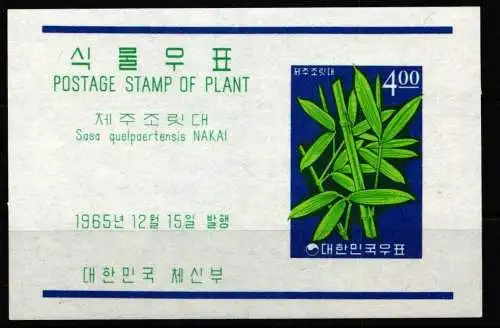 식물우표
POSTAGE STAMP OF PLANT
제주조릿대
Sasa quelpaertensis NAKAI
1965년 12월 15일 발행
대한민국 체신부
제주조릿대
4.00
대한민국우표